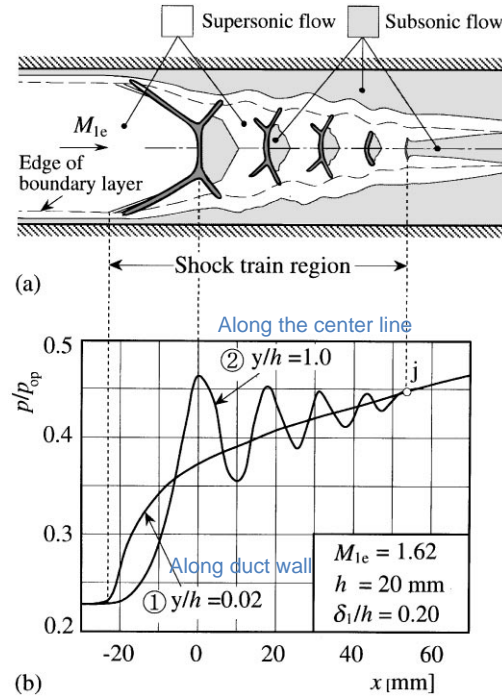 Supersonic flow
Subsonic flow
M1e
Edge of
boundary layer
Shock train region
(a)
Along the center line
② y/h=1.0
j
p/pop
0.5
0.4
0.3
0.2
Along duct wall
① y/h=0.02
M1e = 1.62
h = 20 mm
δ1/h = 0.20
-20 0 20 40 60
(b)
x [mm]